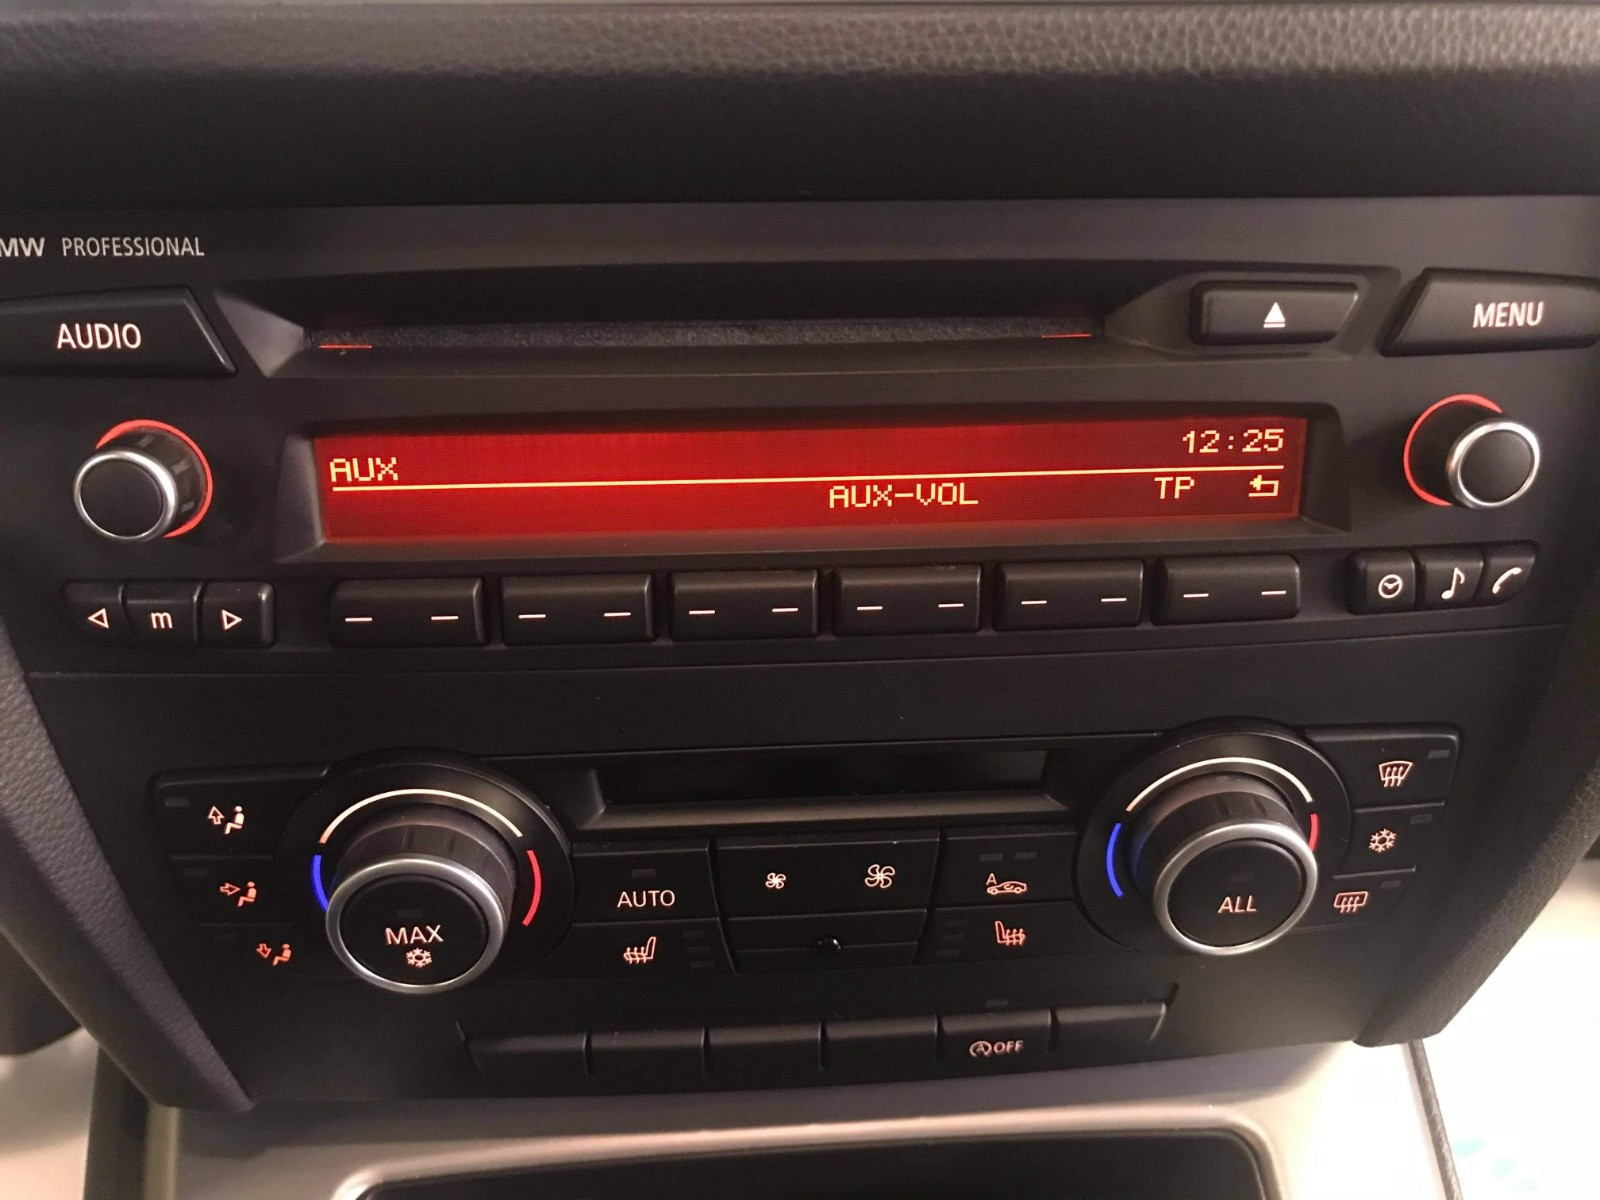 MW PROFESSIONAL
AUDIO
MENU
12:25
AUX
AUX-VOL TP
m
AUTO
A
MAX
ALL
A OFF